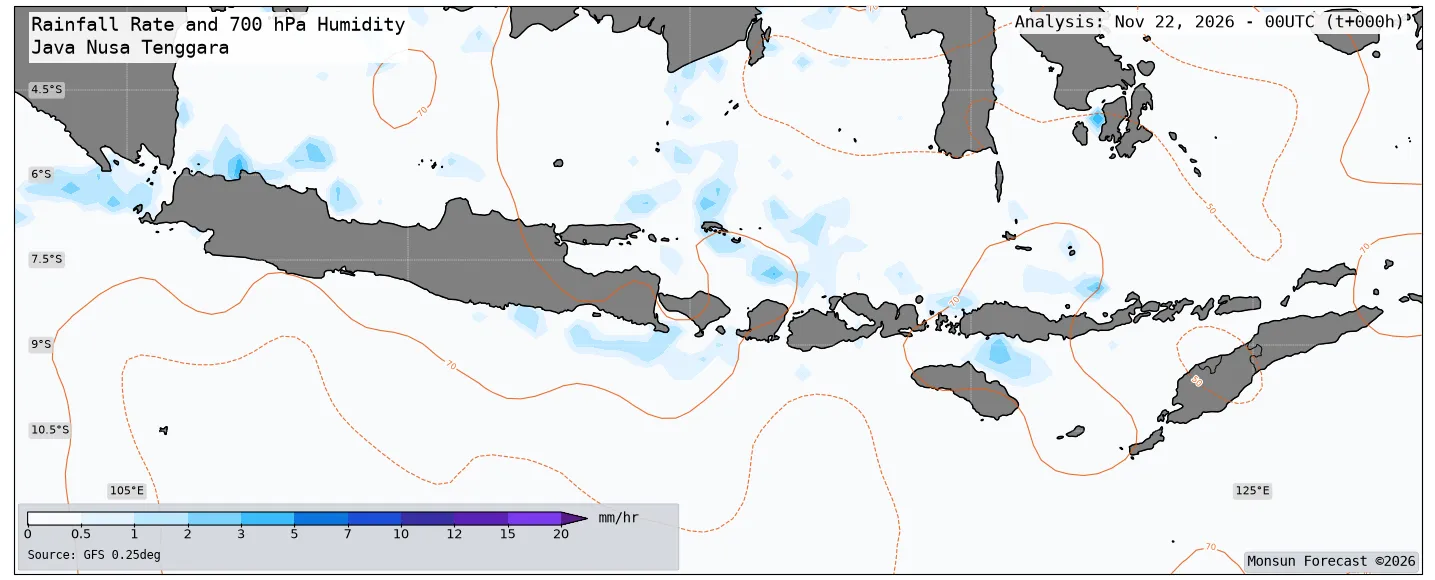 Rainfall Rate and 700 hPa Humidity
Java Nusa Tenggara
Analysis: Nov 22, 2026 - 00UTC (t+000h)
70
4.5°S
70
6°S
50
7.5°S
70
70
9°S
70
50
10.5°S
105°E
125°E
mm/hr
0 0.5 1 2 3 5 7 10 12 15 20
70
Source: GFS 0.25deg
Monsun Forecast ©2026